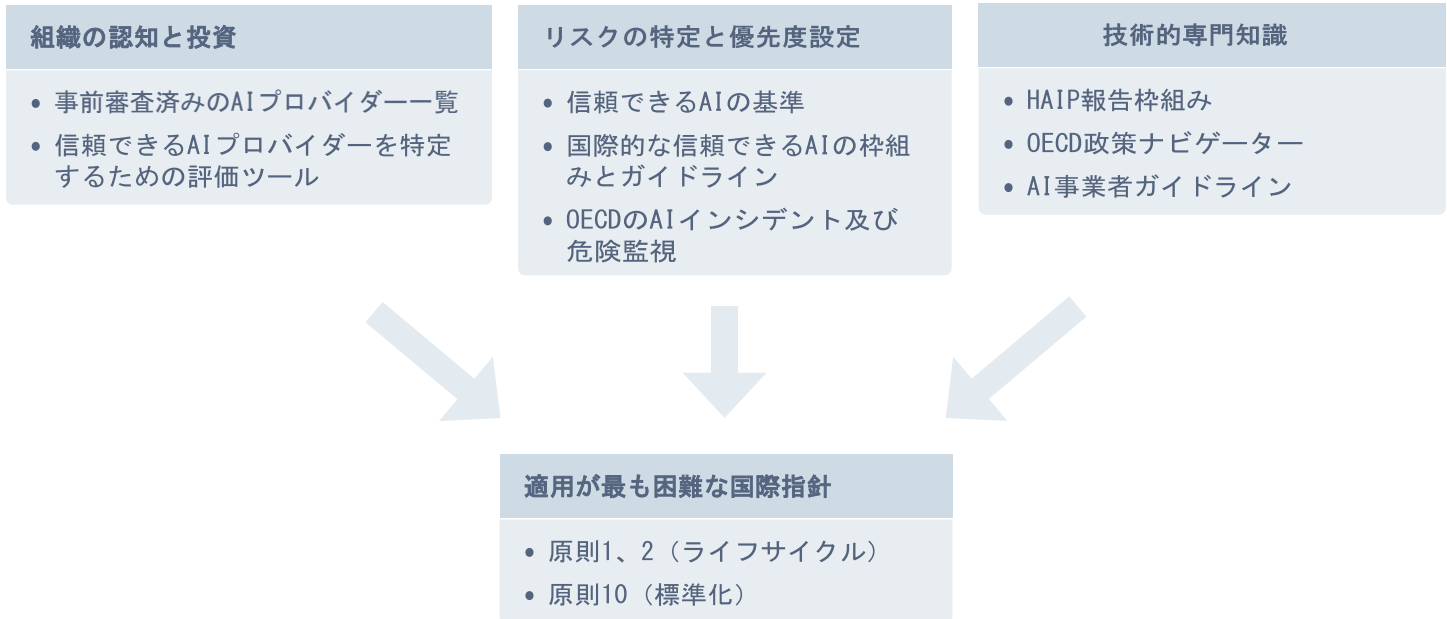 組織の認知と投資
• 事前審査済みのAIプロバイダー一覧
• 信頼できるAIプロバイダーを特定
するための評価ツール
リスクの特定と優先度設定
• 信頼できるAIの基準
• 国際的な信頼できるAIの枠組
みとガイドライン
• OECDのAIインシデント及び
危険監視
技術的専門知識
• HAIP報告枠組み
• OECD政策ナビゲーター
• AI事業者ガイドライン
適用が最も困難な国際指針
• 原則1、2（ライフサイクル）
• 原則10（標準化）